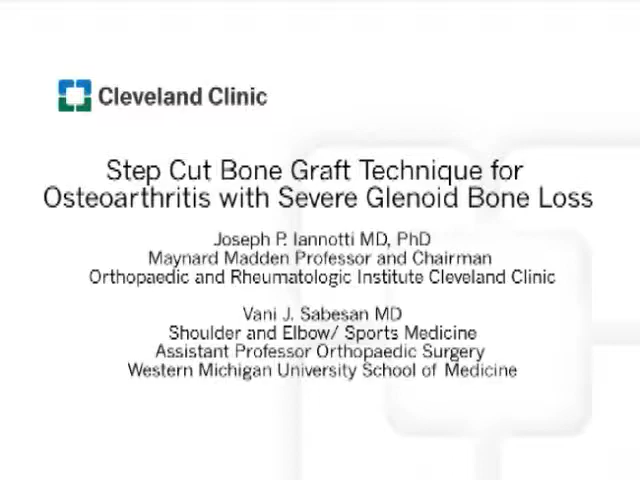 Cleveland Clinic
Step Cut Bone Graft Technique for
Osteoarthritis with Severe Glenoid Bone Loss
Joseph P. Iannotti MD, PhD
Maynard Madden Professor and Chairman
Orthopaedic and Rheumatologic Institute Cleveland Clinic
Vani J. Sabesan MD
Shoulder and Elbow/ Sports Medicine
Assistant Professor Orthopaedic Surgery
Western Michigan University School of Medicine